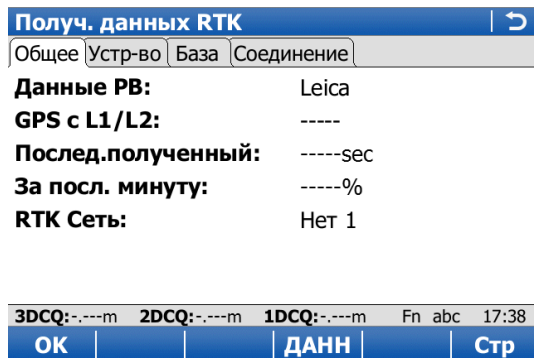 Получ. данных RTK
Общее Устр-во База Соединение
Данные РВ: Leica
GPS с L1/L2: -----
Послед.полученный: -----sec
За посл. минуту: -----%
RTK Сеть: Нет 1
3DCQ:-.---m 2DCQ:-.---m 1DCQ:-.---m Fn abc 17:38
OK ДАНН Стр